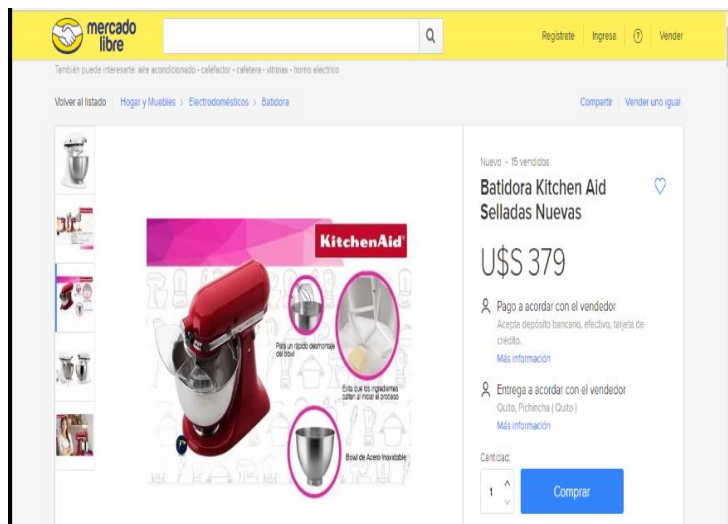 mercado
libre
Regístrate
Ingresa
?
Vender
También puede interesarte: aire acondicionado - calefactor - cafetera - vitrinas - horno electrico
Volver al listado
Hogar y Muebles > Electrodomésticos > Batidora
Compartir
Vender uno igual
Nuevo - 15 vendidos
Batidora Kitchen Aid
Selladas Nuevas
U$S 379
Pago a acordar con el vendedor
Acepta depósito bancario, efectivo, tarjeta de
crédito.
Más información
Entrega a acordar con el vendedor
Quito, Pichincha ( Quito )
Más información
Cantidad:
1
Comprar
KitchenAid
Para un rápido desmontaje
del bowl
Evita que los ingredientes
salten al iniciar el proceso
Bowl de Acero Inoxidable